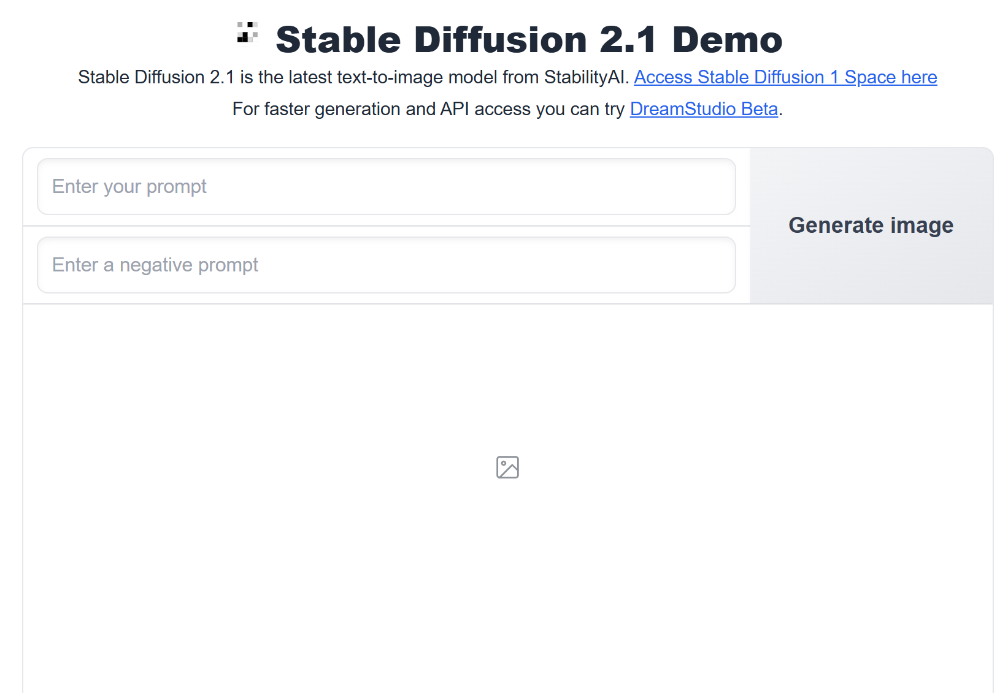 Stable Diffusion 2.1 Demo
Stable Diffusion 2.1 is the latest text-to-image model from StabilityAI. Access Stable Diffusion 1 Space here
For faster generation and API access you can try DreamStudio Beta.
Enter your prompt
Generate image
Enter a negative prompt